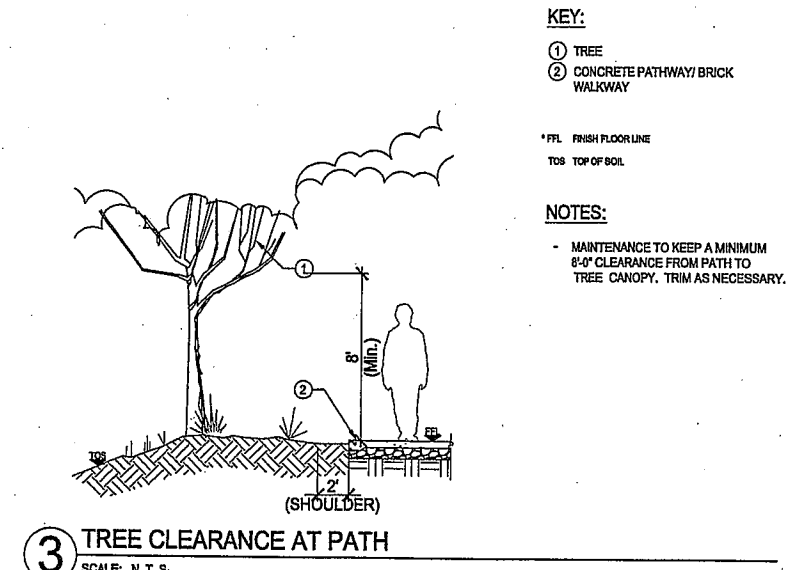 KEY:
1 TREE
2 CONCRETE PATHWAY/ BRICK
WALKWAY
* FFL FINISH FLOOR LINE
TOS TOP OF SOIL
NOTES:
- MAINTENANCE TO KEEP A MINIMUM
8'-0" CLEARANCE FROM PATH TO
TREE CANOPY. TRIM AS NECESSARY.
1
8'
(Min.)
2
FFL
TOS
2'
(SHOULDER)
3 TREE CLEARANCE AT PATH
SCALE: N.T.S.